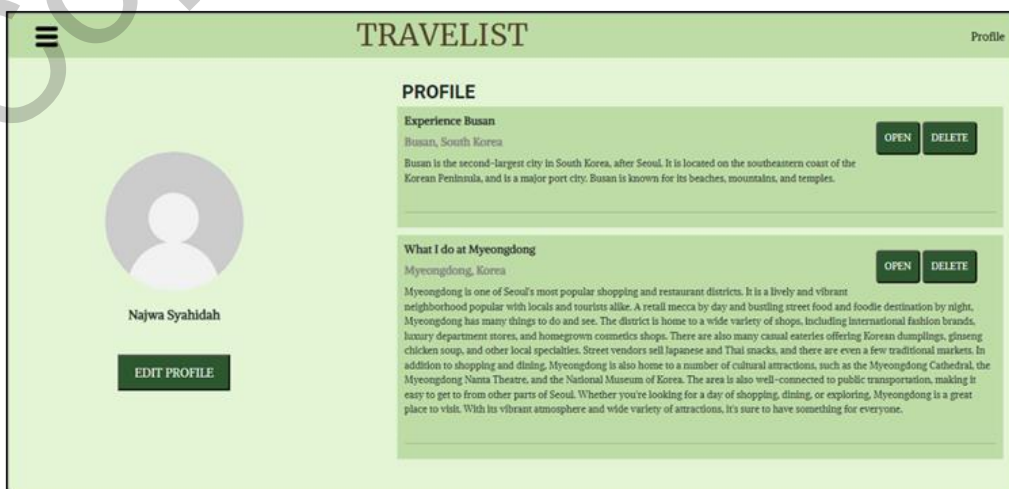 TRAVELIST
Profile
PROFILE
Experience Busan
Busan, South Korea
OPEN
DELETE
Busan is the second-largest city in South Korea, after Seoul. It is located on the southeastern coast of the
Korean Peninsula, and is a major port city. Busan is known for its beaches, mountains, and temples.
What I do at Myeongdong
Myeongdong, Korea
OPEN
DELETE
Myeongdong is one of Seoul's most popular shopping and restaurant districts. It is a lively and vibrant
neighborhood popular with locals and tourists alike. A retail mecca by day and bustling street food and foodie destination by night,
Myeongdong has many things to do and see. The district is home to a wide variety of shops, including international fashion brands,
luxury department stores, and homegrown cosmetics shops. There are also many casual eateries offering Korean dumplings, ginseng
chicken soup, and other local specialties. Street vendors sell Japanese and Thai snacks, and there are even a few traditional markets. In
addition to shopping and dining, Myeongdong is also home to a number of cultural attractions, such as the Myeongdong Cathedral, the
Myeongdong Nanta Theatre, and the National Museum of Korea. The area is also well-connected to public transportation, making it
easy to get to from other parts of Seoul. Whether you're looking for a day of shopping, dining, or exploring, Myeongdong is a great
place to visit. With its vibrant atmosphere and wide variety of attractions, it's sure to have something for everyone.
Najwa Syahidah
EDIT PROFILE